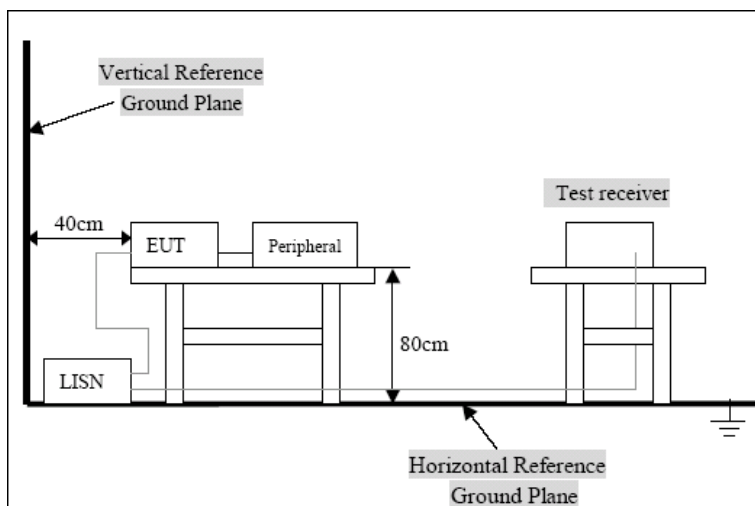 Vertical Reference
Ground Plane
Test receiver
40cm
EUT
Peripheral
80cm
LISN
Horizontal Reference
Ground Plane